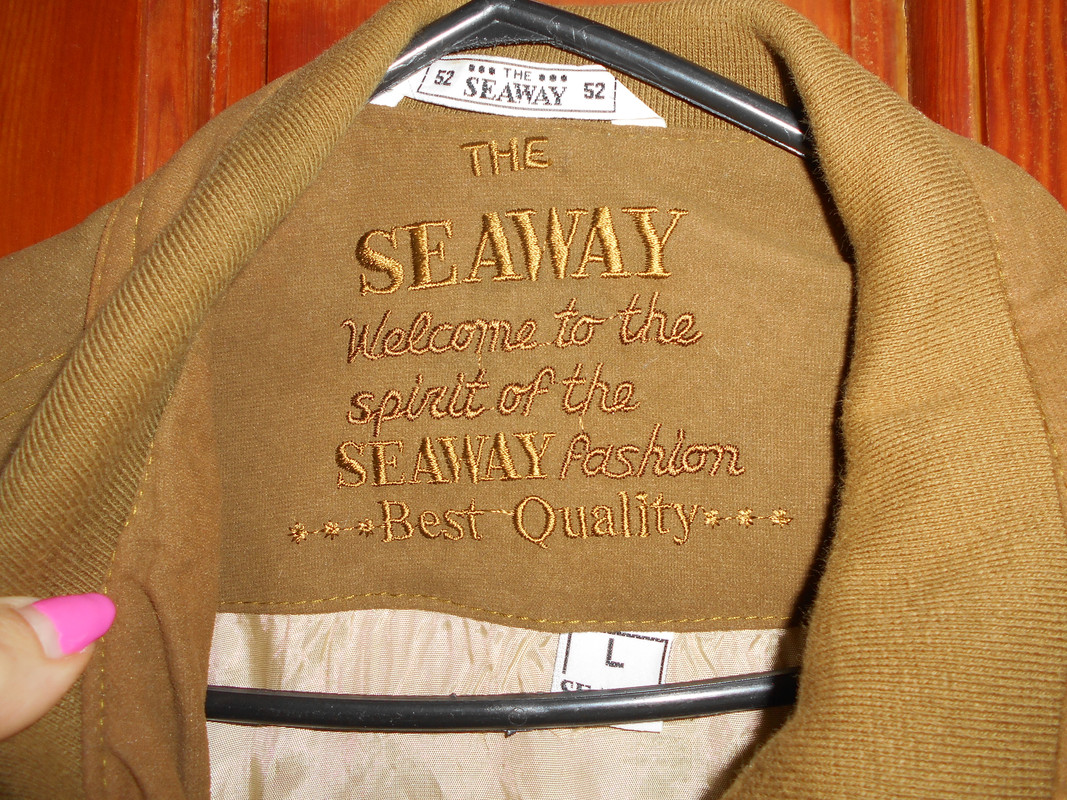 *** THE ***
52 SEAWAY 52
THE
SEAWAY
Welcome to the
spirit of the
SEAWAY Fashion
***Best Quality***
L